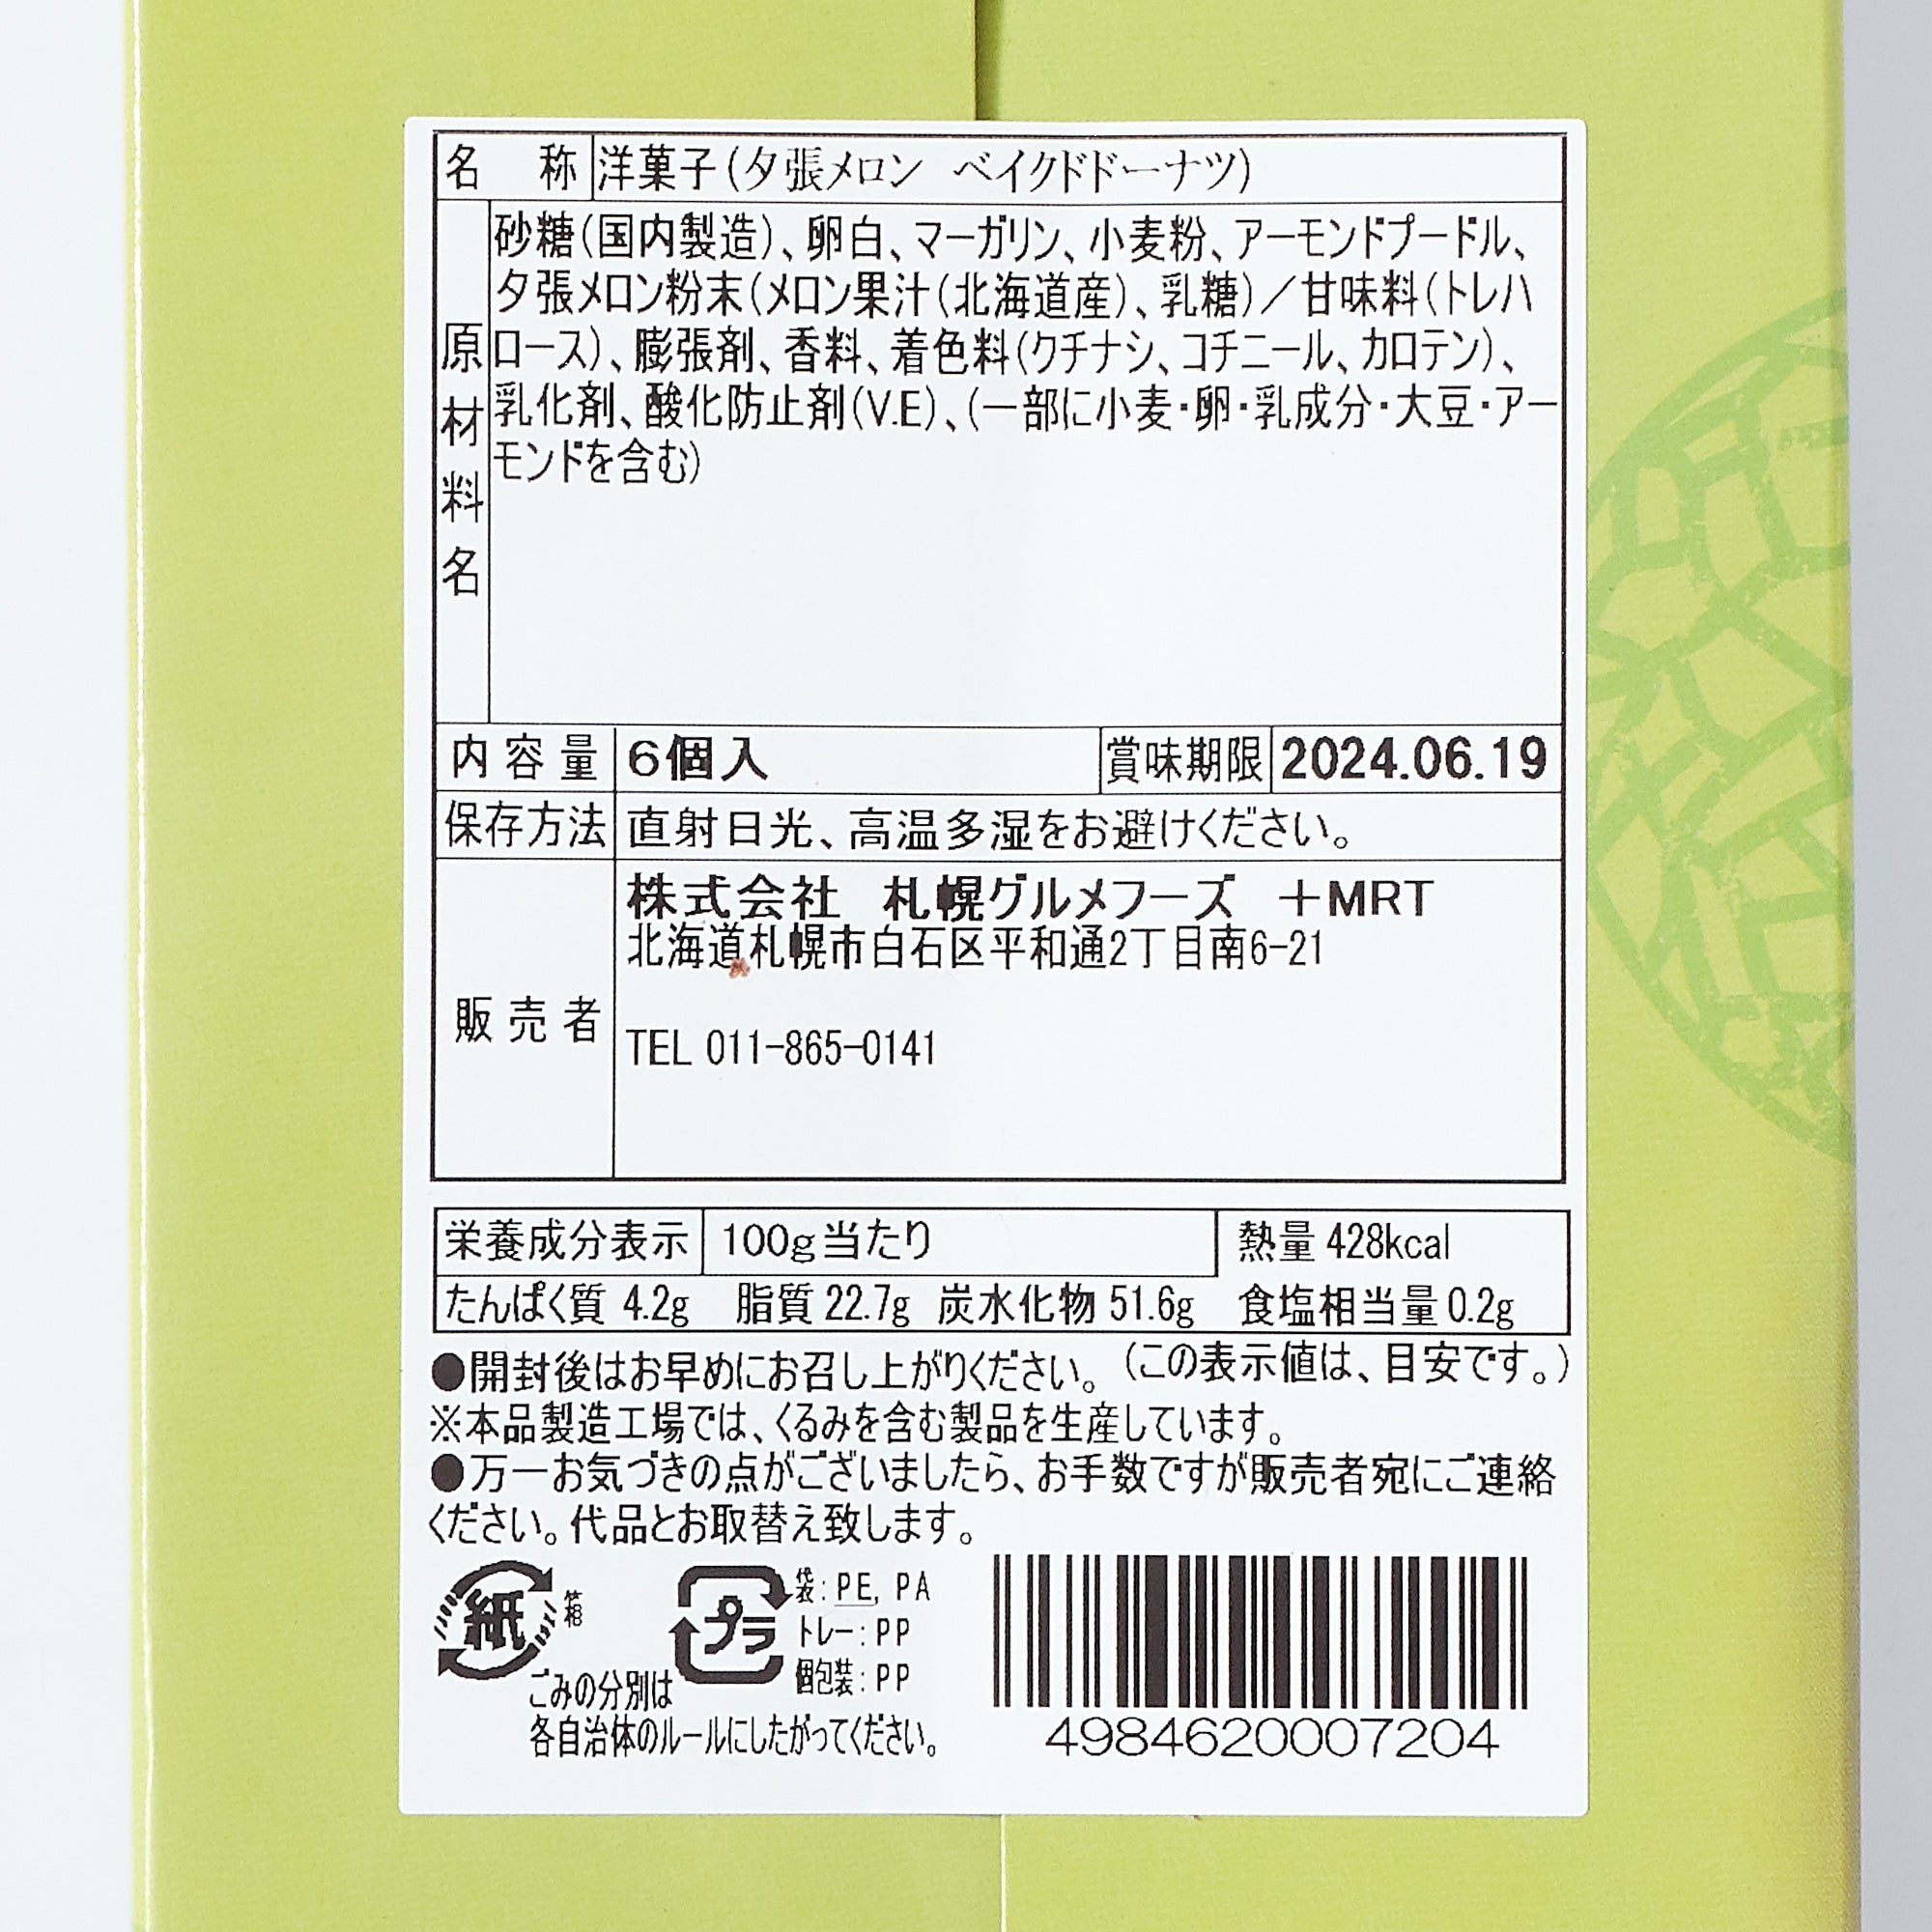 名 称 洋菓子(夕張メロン ベイクドドーナツ)
原材料名
砂糖(国内製造)、卵白、マーガリン、小麦粉、アーモンドプードル、
夕張メロン粉末(メロン果汁(北海道産)、乳糖)／甘味料(トレハ
ロース)、膨張剤、香料、着色料(クチナシ、コチニール、カロテン)、
乳化剤、酸化防止剤(V.E)、(一部に小麦・卵・乳成分・大豆・アー
モンドを含む)
内容量 6個入 賞味期限 2024.06.19
保存方法 直射日光、高温多湿をお避けください。
販売者
株式会社 札幌グルメフーズ +MRT
北海道札幌市白石区平和通2丁目南6-21
TEL 011-865-0141
栄養成分表示 100g当たり 熱量 428kcal
たんぱく質 4.2g 脂質 22.7g 炭水化物 51.6g 食塩相当量 0.2g
●開封後はお早めにお召し上がりください。(この表示値は、目安です。)
※本品製造工場では、くるみを含む製品を生産しています。
●万一お気づきの点がございましたら、お手数ですが販売者宛にご連絡
ください。代品とお取替え致します。
紙 箱
プラ
袋:PE, PA
トレー:PP
個包装:PP
ごみの分別は
各自治体のルールにしたがってください。
4984620007204